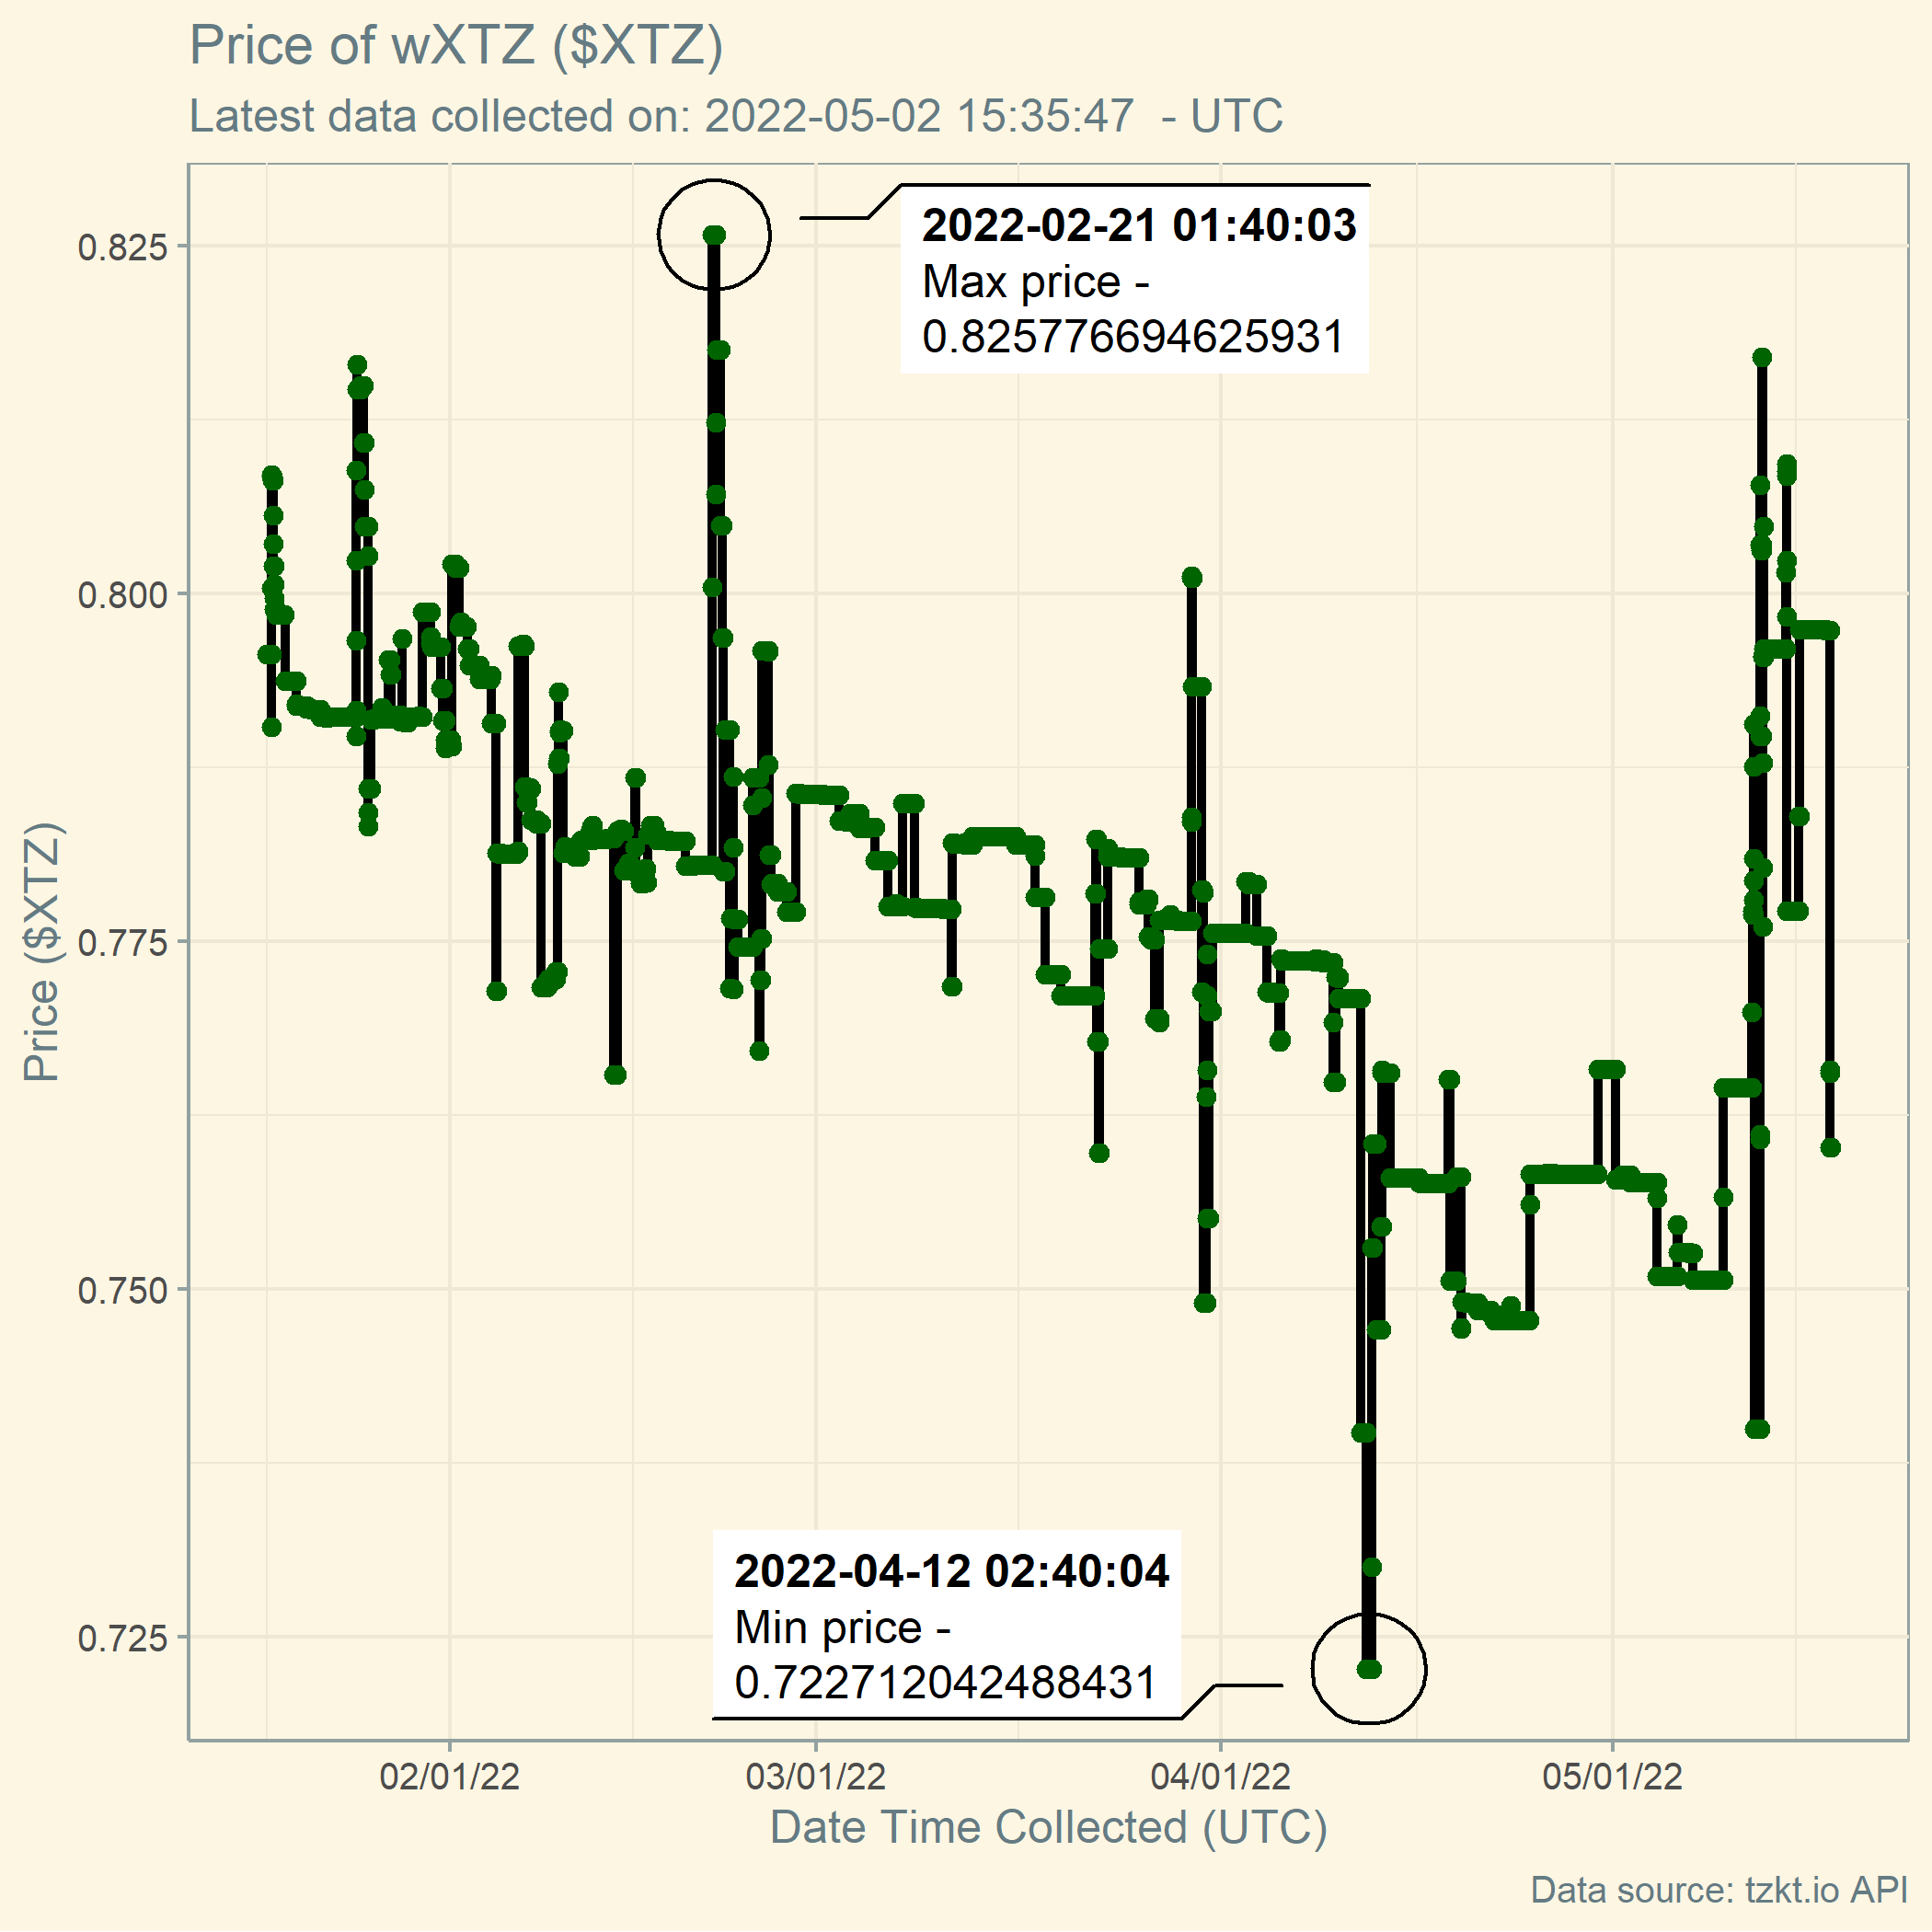 Price of wXTZ ($XTZ)
Latest data collected on: 2022-05-02 15:35:47  - UTC
2022-02-21 01:40:03
Max price -
0.825776694625931
0.825
0.800
0.775
0.750
0.725
Price ($XTZ)
2022-04-12 02:40:04
Min price -
0.722712042488431
02/01/22
03/01/22
04/01/22
05/01/22
Date Time Collected (UTC)
Data source: tzkt.io API